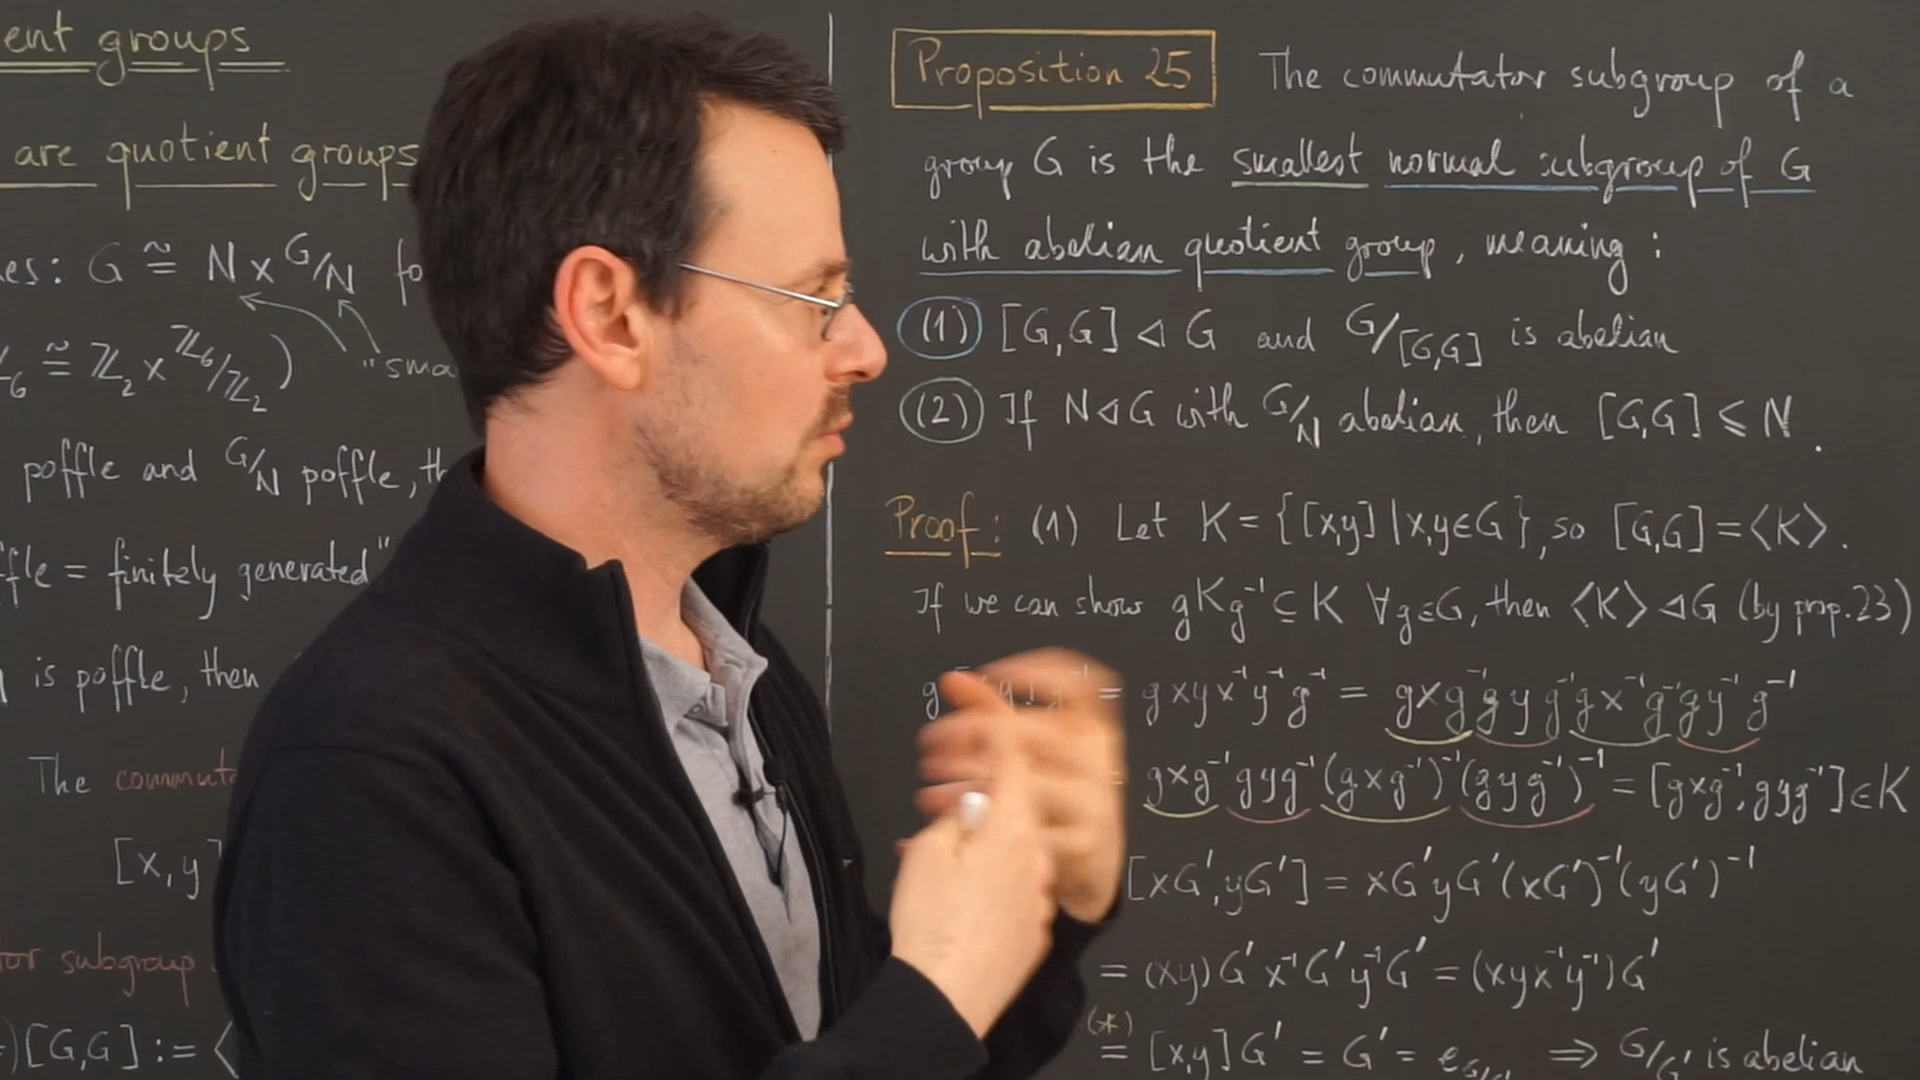 ent groups
are quotient groups
es: G ≅ N × G/N fo
6 ≅ ℤ₂ × ℤ₆/ℤ₂ )
"sma
poffle and G/N poffle, th
ffle = finitely generated"
is poffle, then
The commuta
[x,y]
tor subgroup
[G,G] := ⟨
Proposition 25 The commutator subgroup of a
group G is the smallest normal subgroup of G
with abelian quotient group, meaning:
(1) [G,G] ⊲ G and G/[G,G] is abelian
(2) If N ⊲ G with G/N abelian, then [G,G] ⩽ N.
Proof: (1) Let K = {[x,y] | x,y∈G}, so [G,G] = ⟨K⟩.
If we can show gKg⁻¹ ⊆ K ∀g∈G, then ⟨K⟩ ⊲ G (by prop. 23)
g = gxyx⁻¹y⁻¹g⁻¹ = gxg⁻¹gyg⁻¹gx⁻¹g⁻¹gy⁻¹g⁻¹
= gxg⁻¹gyg⁻¹(gxg⁻¹)⁻¹(gyg⁻¹)⁻¹ = [gxg⁻¹, gyg⁻¹] ∈ K
[xG′, yG′] = xG′yG′(xG′)⁻¹(yG′)⁻¹
= (xy)G′x⁻¹G′y⁻¹G′ = (xyx⁻¹y⁻¹)G′
(*) = [x,y]G′ = G′ = e_G/G′ ⇒ G/G′ is abelian